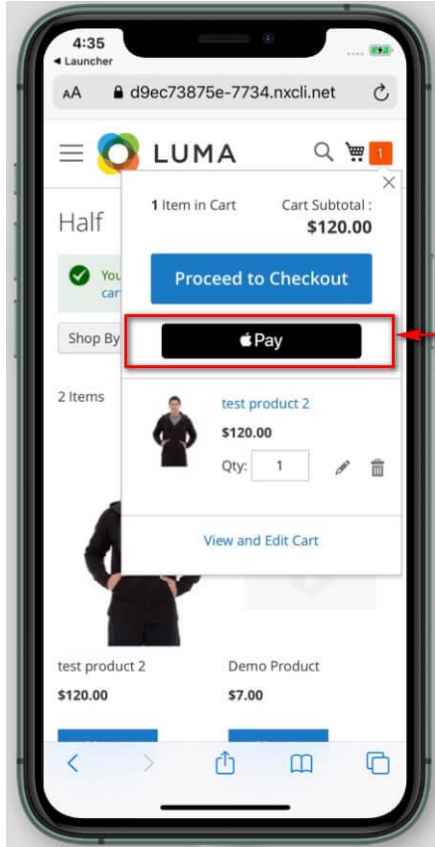 4:35
◀ Launcher
AA d9ec73875e-7734.nxcli.net
LUMA 1
1 Item in Cart Cart Subtotal :
$120.00
Half
Proceed to Checkout
You
car
Pay
Shop By
2 Items
test product 2
$120.00
Qty: 1
View and Edit Cart
test product 2 Demo Product
$120.00 $7.00